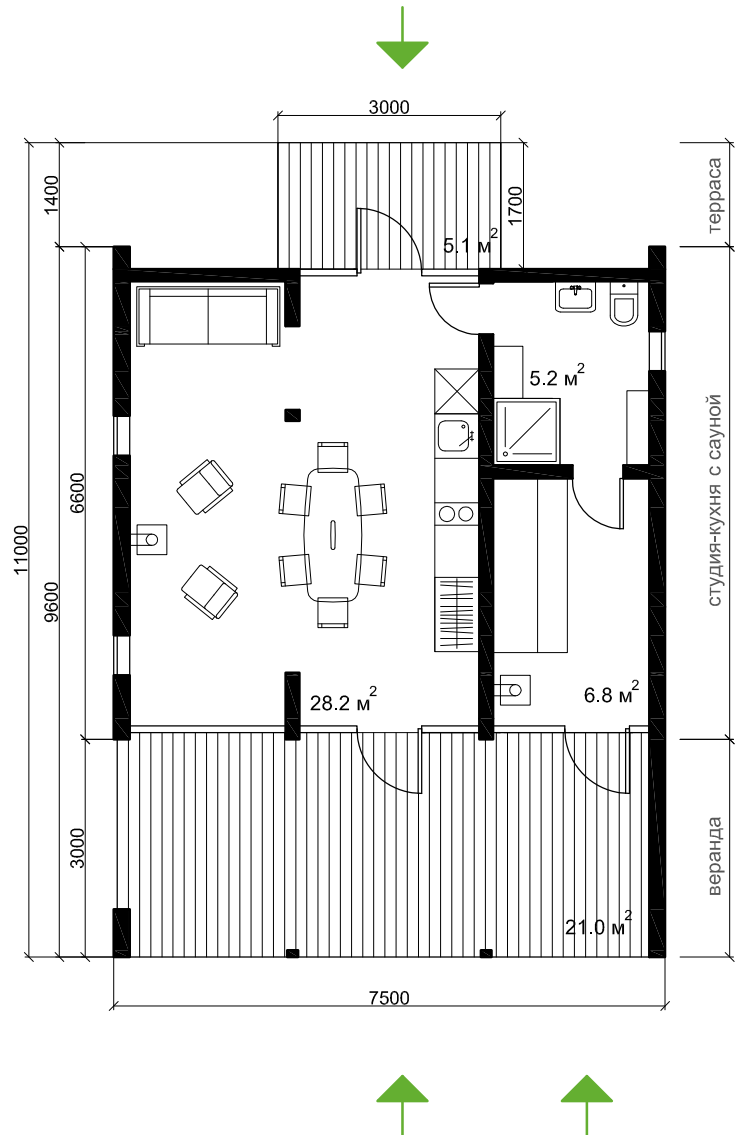 3000
1400
1700
терраса
5.1 м²
5.2 м²
студия-кухня с сауной
6600
11000
9600
6.8 м²
28.2 м²
3000
веранда
21.0 м²
7500